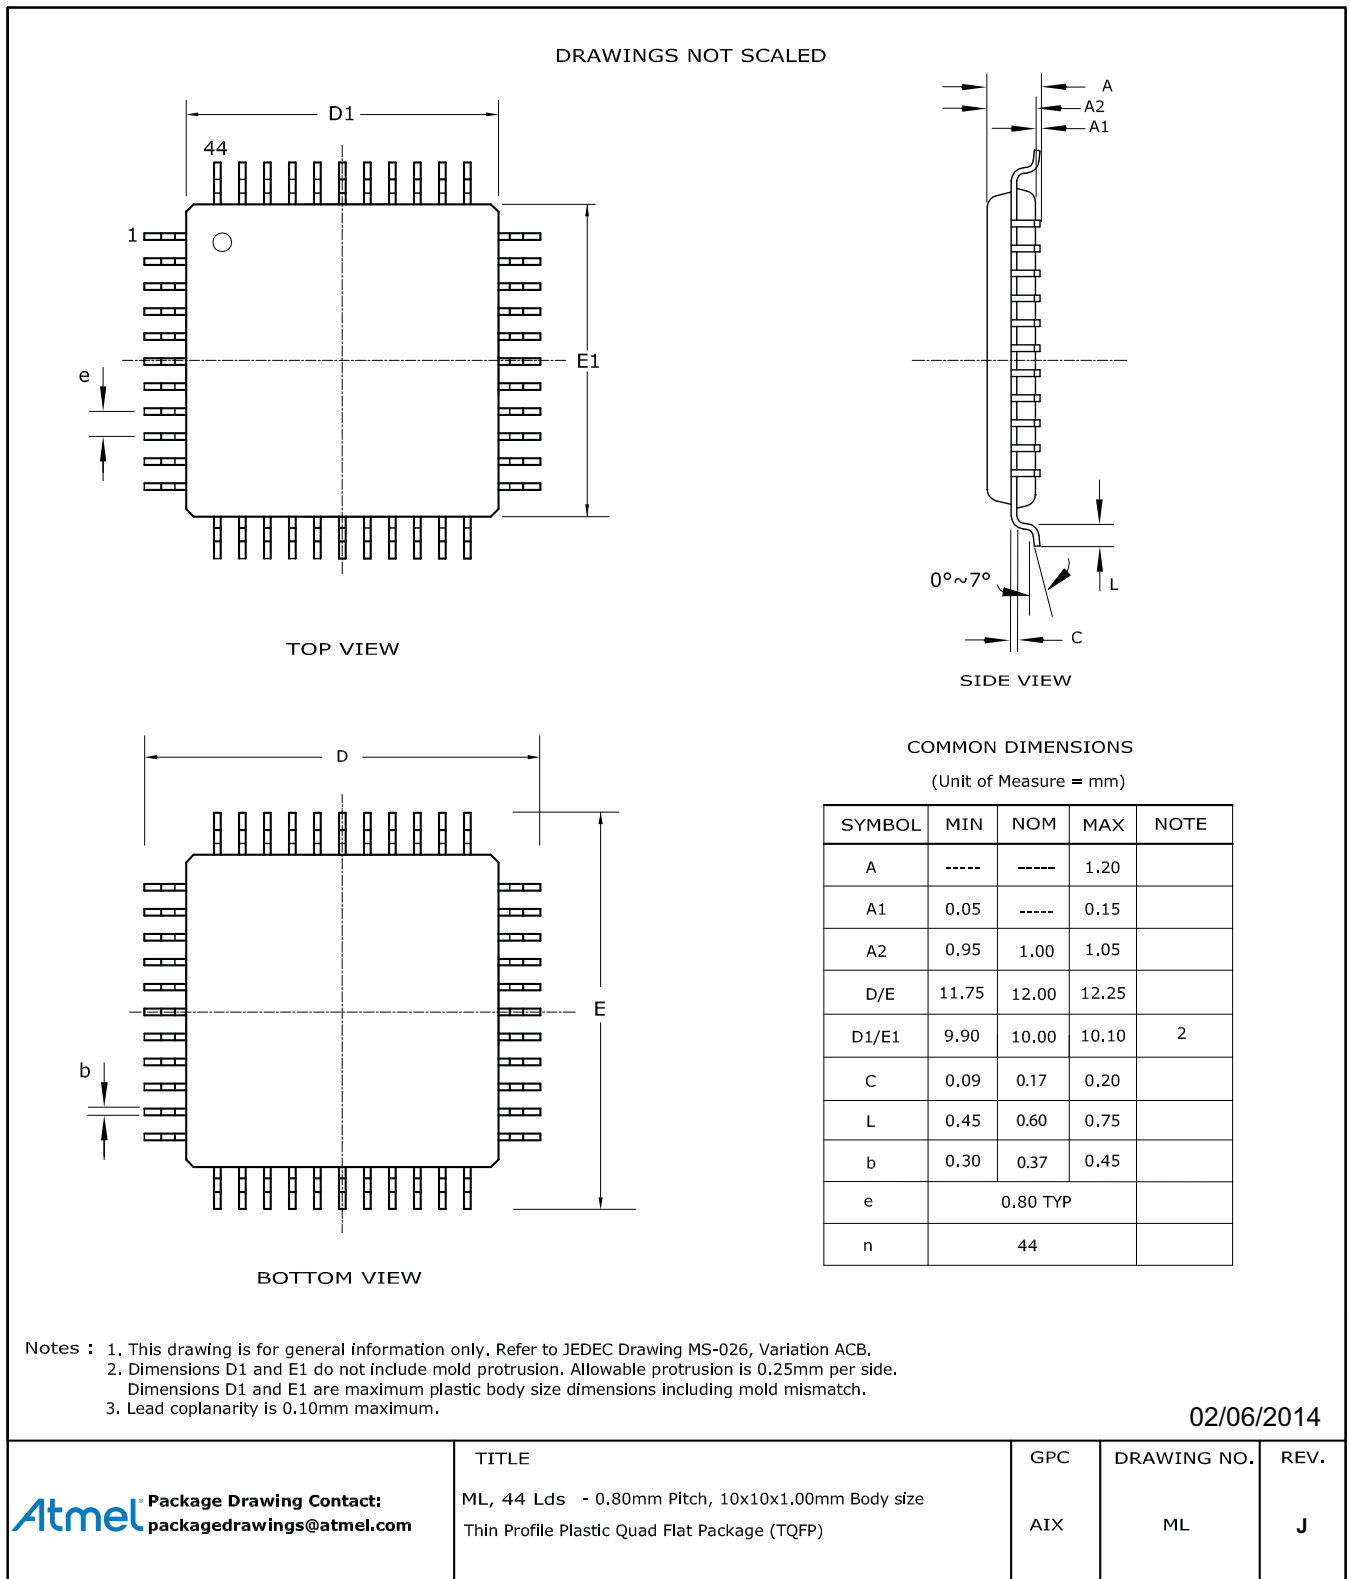 DRAWINGS NOT SCALED
D1
44
1
e
E1
TOP VIEW
A
A2
A1
0°~7°
L
C
SIDE VIEW
D
E
b
BOTTOM VIEW
COMMON DIMENSIONS
(Unit of Measure = mm)
SYMBOL MIN NOM MAX NOTE
A ----- ----- 1.20
A1 0.05 ----- 0.15
A2 0.95 1.00 1.05
D/E 11.75 12.00 12.25
D1/E1 9.90 10.00 10.10 2
C 0.09 0.17 0.20
L 0.45 0.60 0.75
b 0.30 0.37 0.45
e 0.80 TYP
n 44
Notes : 1. This drawing is for general information only. Refer to JEDEC Drawing MS-026, Variation ACB.
2. Dimensions D1 and E1 do not include mold protrusion. Allowable protrusion is 0.25mm per side.
Dimensions D1 and E1 are maximum plastic body size dimensions including mold mismatch.
3. Lead coplanarity is 0.10mm maximum.
02/06/2014
Atmel Package Drawing Contact:
packagedrawings@atmel.com
TITLE
ML, 44 Lds - 0.80mm Pitch, 10x10x1.00mm Body size
Thin Profile Plastic Quad Flat Package (TQFP)
GPC
AIX
DRAWING NO.
ML
REV.
J